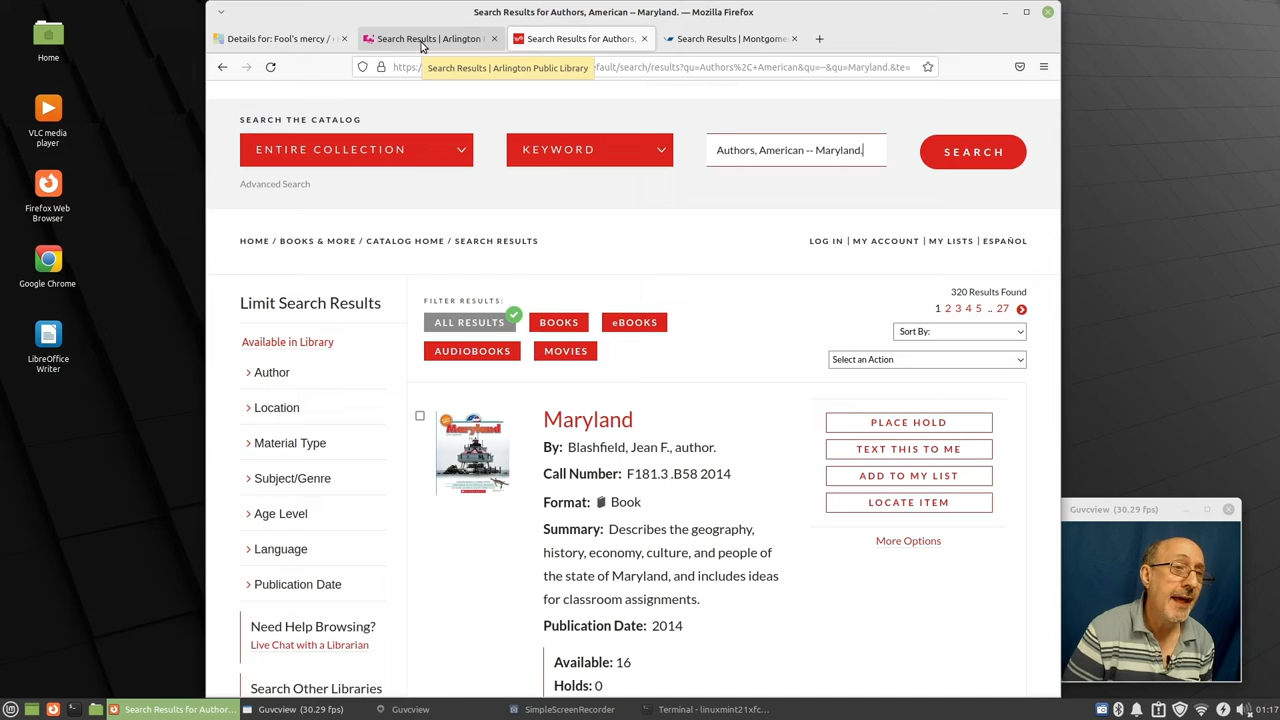 Search Results for Authors, American -- Maryland. — Mozilla Firefox
Details for: Fool's mercy /
Search Results | Arlington
Search Results for Authors,
Search Results | Montgome
https:
Search Results | Arlington Public Library
efault/search/results?qu=Authors%2C+American&qu=--&qu=Maryland.&te=
Home
VLC media player
Firefox Web Browser
Google Chrome
LibreOffice Writer
SEARCH THE CATALOG
ENTIRE COLLECTION
KEYWORD
Authors, American -- Maryland.
SEARCH
Advanced Search
HOME / BOOKS & MORE / CATALOG HOME / SEARCH RESULTS
LOG IN | MY ACCOUNT | MY LISTS | ESPAÑOL
Limit Search Results
Available in Library
Author
Location
Material Type
Subject/Genre
Age Level
Language
Publication Date
Need Help Browsing?
Live Chat with a Librarian
Search Other Libraries
FILTER RESULTS:
ALL RESULTS
BOOKS
eBOOKS
AUDIOBOOKS
MOVIES
320 Results Found
1 2 3 4 5 .. 27
Sort By:
Select an Action
Maryland
By: Blashfield, Jean F., author.
Call Number: F181.3 .B58 2014
Format: Book
Summary: Describes the geography,
history, economy, culture, and people of
the state of Maryland, and includes ideas
for classroom assignments.
Publication Date: 2014
Available: 16
Holds: 0
Maryland
PLACE HOLD
TEXT THIS TO ME
ADD TO MY LIST
LOCATE ITEM
More Options
Guvcview (30.29 fps)
Search Results for Author...
Guvcview (30.29 fps)
Guvcview
SimpleScreenRecorder
Terminal - linuxmint21xfc...
01:17